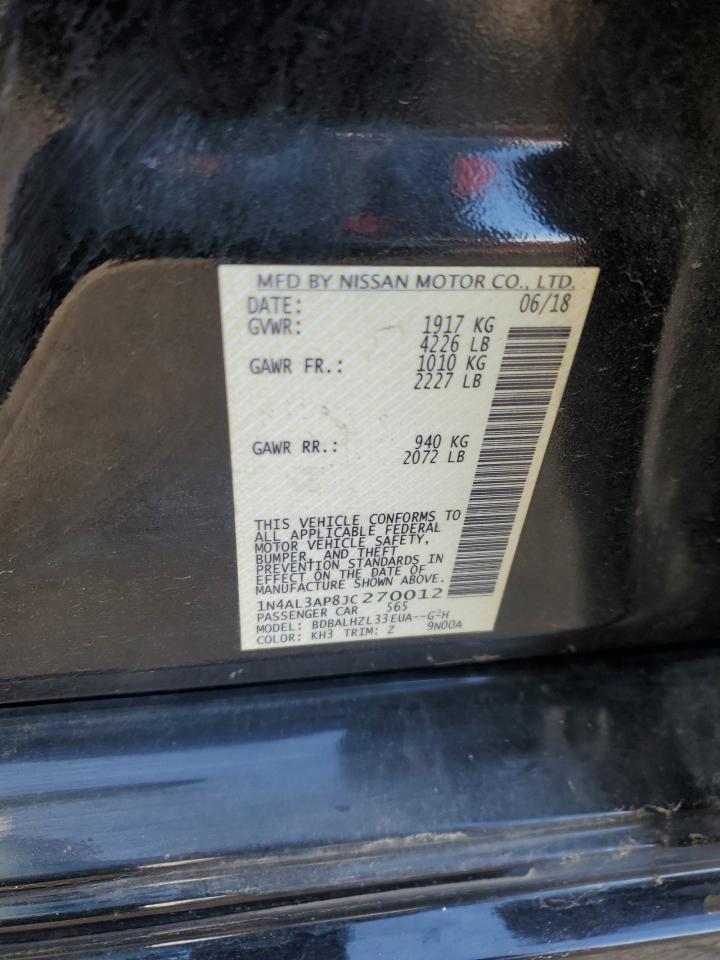 MFD BY NISSAN MOTOR CO., LTD.
DATE: 06/18
GVWR: 1917 KG
4226 LB
GAWR FR.: 1010 KG
2227 LB
GAWR RR.: 940 KG
2072 LB
THIS VEHICLE CONFORMS TO
ALL APPLICABLE FEDERAL
MOTOR VEHICLE SAFETY,
BUMPER, AND THEFT
PREVENTION STANDARDS IN
EFFECT ON THE DATE OF
MANUFACTURE SHOWN ABOVE.
1N4AL3AP8JC270012
PASSENGER CAR 565
MODEL: BDBALHZL33EUA--G-H
COLOR: KH3 TRIM: Z 9N00A